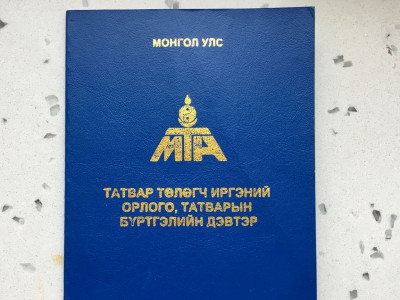 МОНГОЛ УЛС
МТА
ТАТВАР ТӨЛӨГЧ ИРГЭНИЙ
ОРЛОГО, ТАТВАРЫН
БҮРТГЭЛИЙН ДЭВТЭР